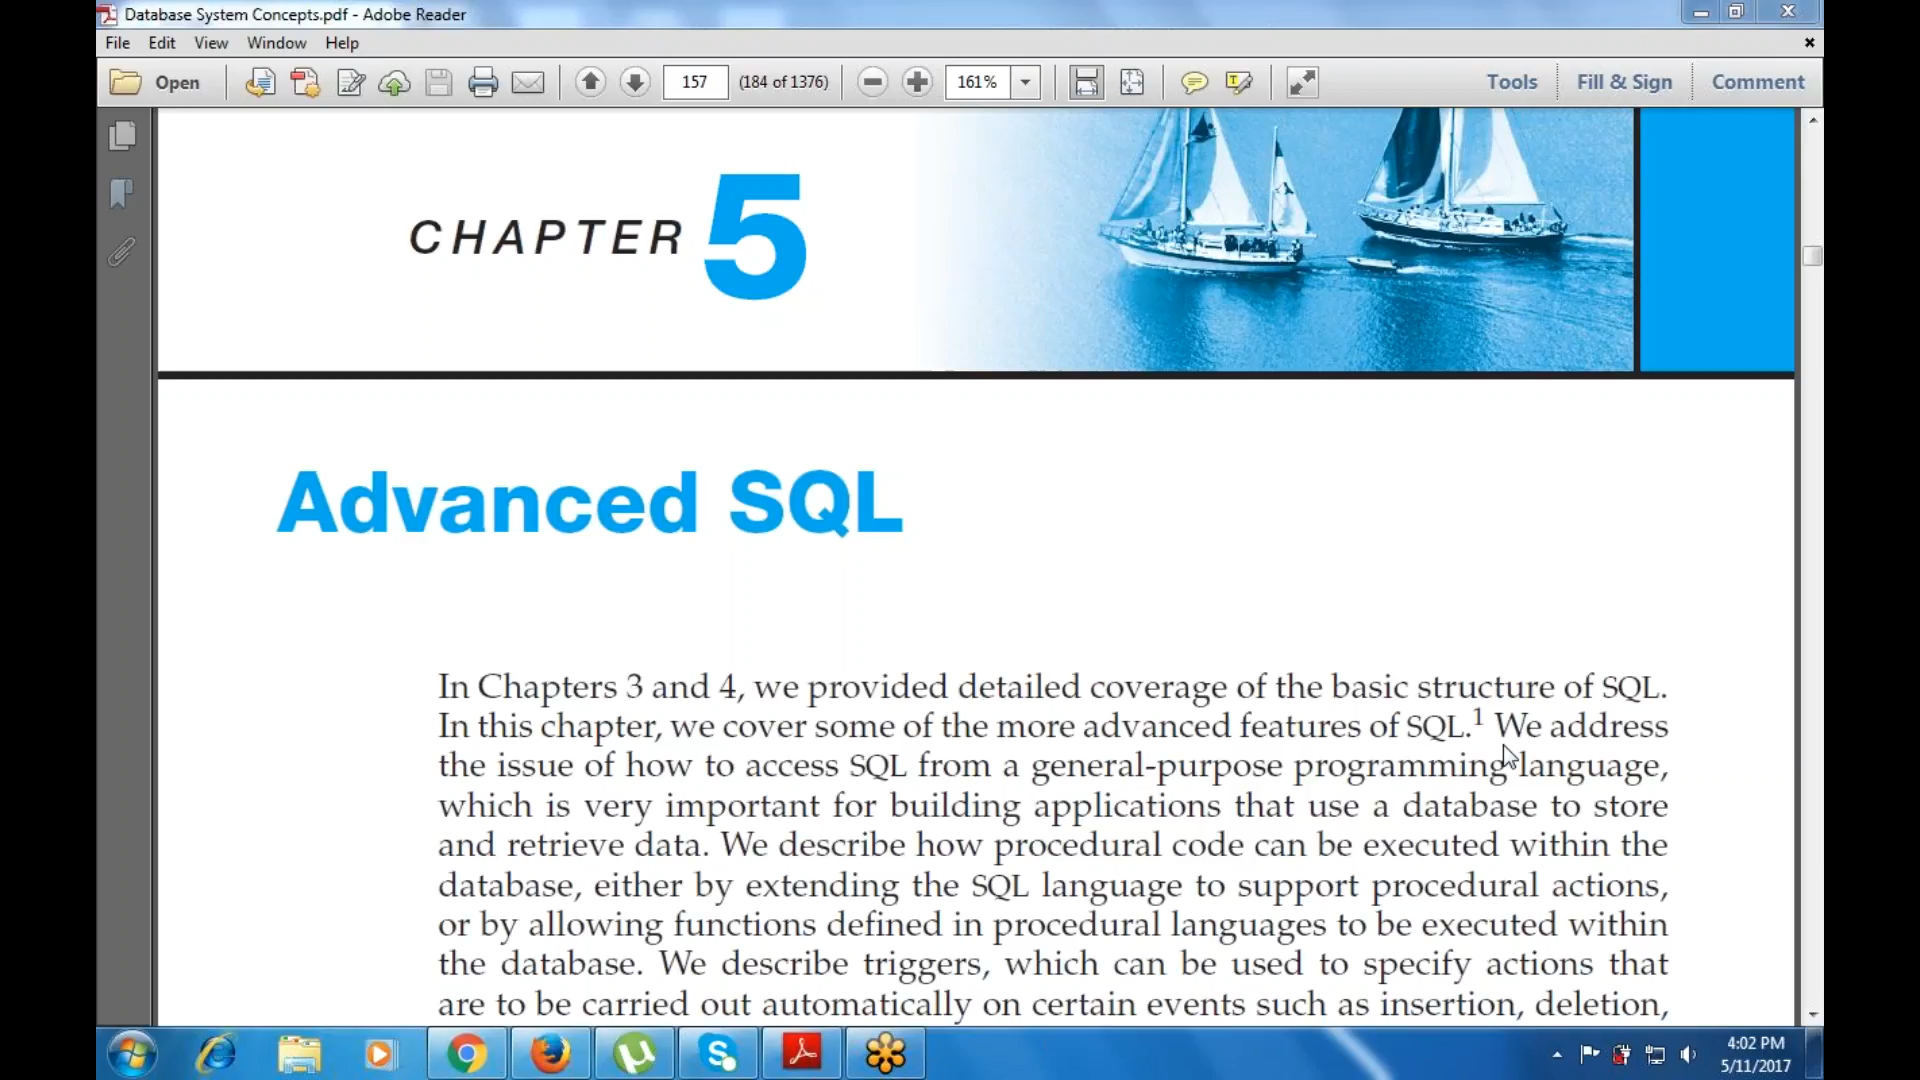 Database System Concepts.pdf - Adobe Reader
File Edit View Window Help
Open 157 (184 of 1376) 161% Tools Fill & Sign Comment
CHAPTER 5
Advanced SQL
In Chapters 3 and 4, we provided detailed coverage of the basic structure of SQL.
In this chapter, we cover some of the more advanced features of SQL.¹ We address
the issue of how to access SQL from a general-purpose programming language,
which is very important for building applications that use a database to store
and retrieve data. We describe how procedural code can be executed within the
database, either by extending the SQL language to support procedural actions,
or by allowing functions defined in procedural languages to be executed within
the database. We describe triggers, which can be used to specify actions that
are to be carried out automatically on certain events such as insertion, deletion,
4:02 PM
5/11/2017